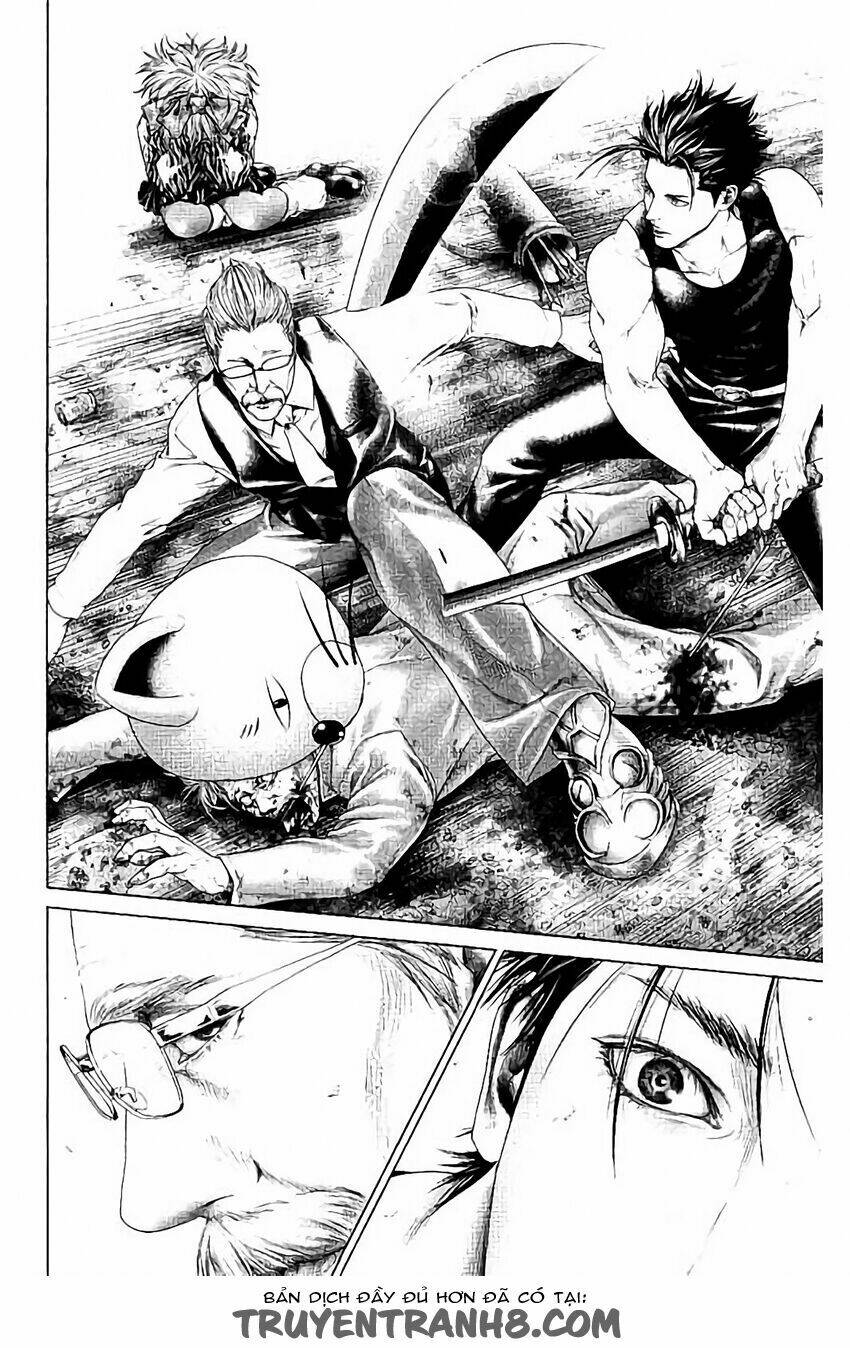 BẢN DỊCH ĐẦY ĐỦ HƠN ĐÃ CÓ TẠI:
TRUYENTRANH8.COM